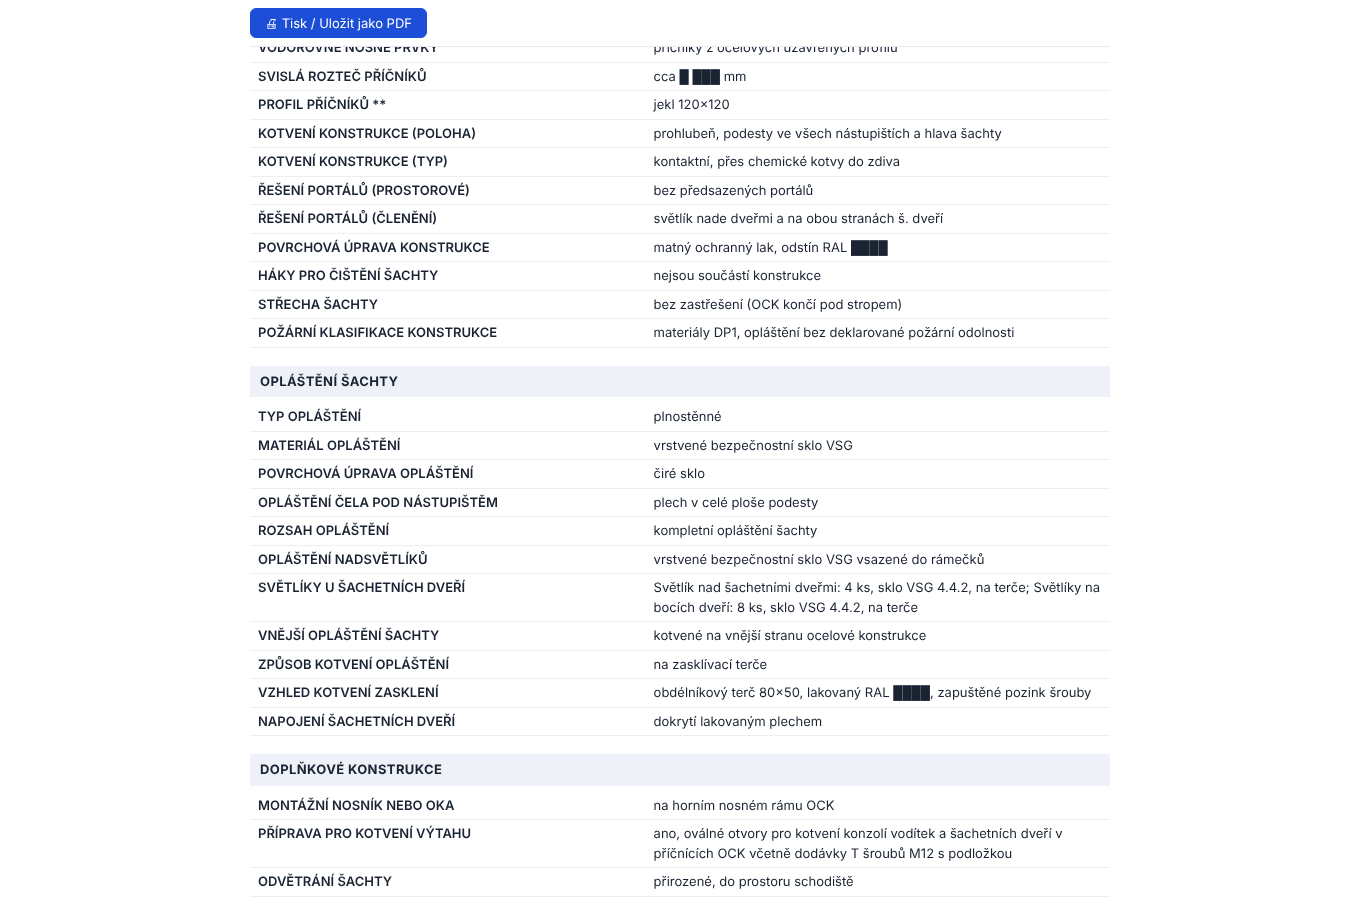 🖨 Tisk / Uložit jako PDF
VODOROVNÉ NOSNÉ PRVKY příčníky z ocelových uzavřených profilů
SVISLÁ ROZTEČ PŘÍČNÍKŮ cca █ ███ mm
PROFIL PŘÍČNÍKŮ ** jekl 120×120
KOTVENÍ KONSTRUKCE (POLOHA) prohlubeň, podesty ve všech nástupištích a hlava šachty
KOTVENÍ KONSTRUKCE (TYP) kontaktní, přes chemické kotvy do zdiva
ŘEŠENÍ PORTÁLŮ (PROSTOROVÉ) bez předsazených portálů
ŘEŠENÍ PORTÁLŮ (ČLENĚNÍ) světlík nade dveřmi a na obou stranách š. dveří
POVRCHOVÁ ÚPRAVA KONSTRUKCE matný ochranný lak, odstín RAL ████
HÁKY PRO ČIŠTĚNÍ ŠACHTY nejsou součástí konstrukce
STŘECHA ŠACHTY bez zastřešení (OCK končí pod stropem)
POŽÁRNÍ KLASIFIKACE KONSTRUKCE materiály DP1, opláštění bez deklarované požární odolnosti
OPLÁŠTĚNÍ ŠACHTY
TYP OPLÁŠTĚNÍ plnostěnné
MATERIÁL OPLÁŠTĚNÍ vrstvené bezpečnostní sklo VSG
POVRCHOVÁ ÚPRAVA OPLÁŠTĚNÍ čiré sklo
OPLÁŠTĚNÍ ČELA POD NÁSTUPIŠTĚM plech v celé ploše podesty
ROZSAH OPLÁŠTĚNÍ kompletní opláštění šachty
OPLÁŠTĚNÍ NADSVĚTLÍKŮ vrstvené bezpečnostní sklo VSG vsazené do rámečků
SVĚTLÍKY U ŠACHETNÍCH DVEŘÍ Světlík nad šachetními dveřmi: 4 ks, sklo VSG 4.4.2, na terče; Světlíky na
bocích dveří: 8 ks, sklo VSG 4.4.2, na terče
VNĚJŠÍ OPLÁŠTĚNÍ ŠACHTY kotvené na vnější stranu ocelové konstrukce
ZPŮSOB KOTVENÍ OPLÁŠTĚNÍ na zasklívací terče
VZHLED KOTVENÍ ZASKLENÍ obdélníkový terč 80×50, lakovaný RAL ████, zapuštěné pozink šrouby
NAPOJENÍ ŠACHETNÍCH DVEŘÍ dokrytí lakovaným plechem
DOPLŇKOVÉ KONSTRUKCE
MONTÁŽNÍ NOSNÍK NEBO OKA na horním nosném rámu OCK
PŘÍPRAVA PRO KOTVENÍ VÝTAHU ano, oválné otvory pro kotvení konzolí vodítek a šachetních dveří v
příčnících OCK včetně dodávky T šroubů M12 s podložkou
ODVĚTRÁNÍ ŠACHTY přirozené, do prostoru schodiště